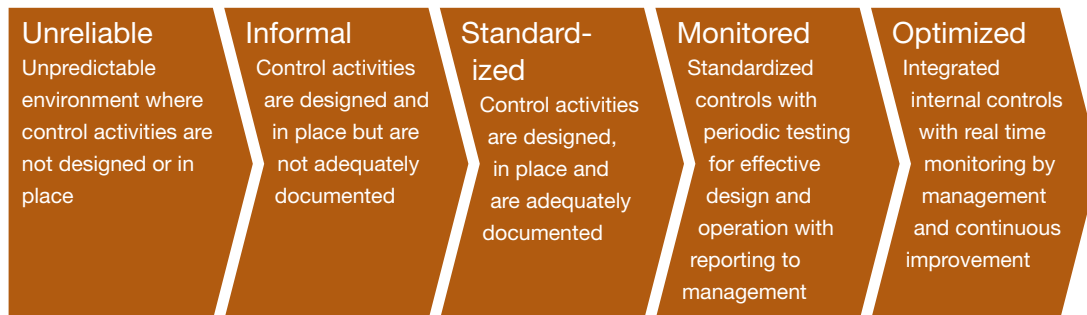 Unreliable
Unpredictable
environment where
control activities are
not designed or in
place
Informal
Control activities
are designed and
in place but are
not adequately
documented
Standard-
ized
Control activities
are designed,
in place and
are adequately
documented
Monitored
Standardized
controls with
periodic testing
for effective
design and
operation with
reporting to
management
Optimized
Integrated
internal controls
with real time
monitoring by
management
and continuous
improvement